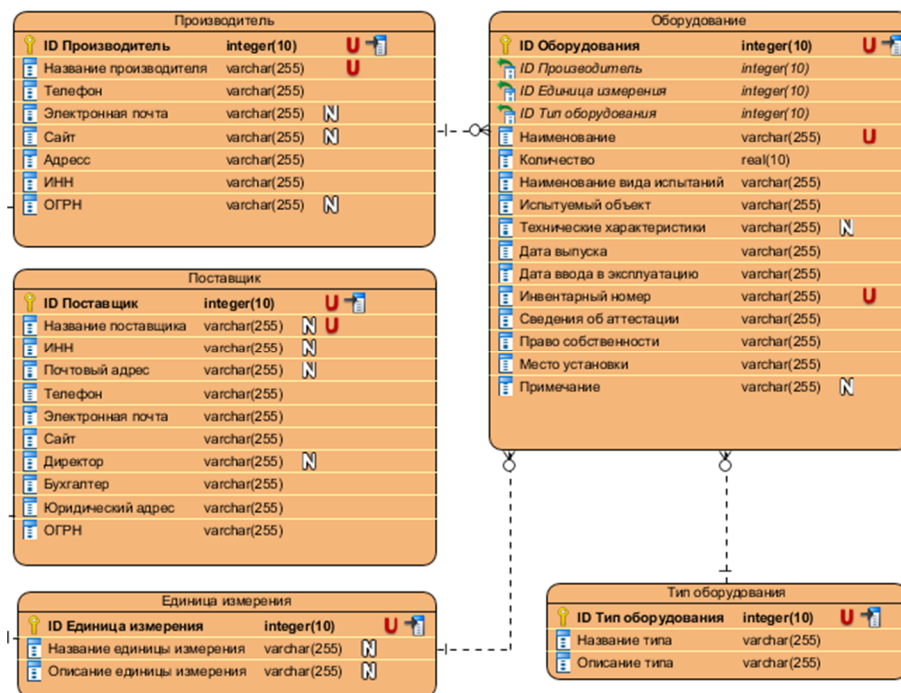 Производитель
ID Производитель integer(10) U
Название производителя varchar(255) U
Телефон varchar(255)
Электронная почта varchar(255) N
Сайт varchar(255) N
Адресс varchar(255)
ИНН varchar(255)
ОГРН varchar(255) N
Оборудование
ID Оборудования integer(10) U
ID Производитель integer(10)
ID Единица измерения integer(10)
ID Тип оборудования integer(10)
Наименование varchar(255) U
Количество real(10)
Наименование вида испытаний varchar(255)
Испытуемый объект varchar(255)
Технические характеристики varchar(255) N
Дата выпуска varchar(255)
Дата ввода в эксплуатацию varchar(255)
Инвентарный номер varchar(255) U
Сведения об аттестации varchar(255)
Право собственности varchar(255)
Место установки varchar(255)
Примечание varchar(255) N
Поставщик
ID Поставщик integer(10) U
Название поставщика varchar(255) N U
ИНН varchar(255) N
Почтовый адрес varchar(255) N
Телефон varchar(255)
Электронная почта varchar(255)
Сайт varchar(255)
Директор varchar(255) N
Бухгалтер varchar(255)
Юридический адрес varchar(255)
ОГРН varchar(255)
Единица измерения
ID Единица измерения integer(10) U
Название единицы измерения varchar(255) N
Описание единицы измерения varchar(255) N
Тип оборудования
ID Тип оборудования integer(10) U
Название типа varchar(255)
Описание типа varchar(255)